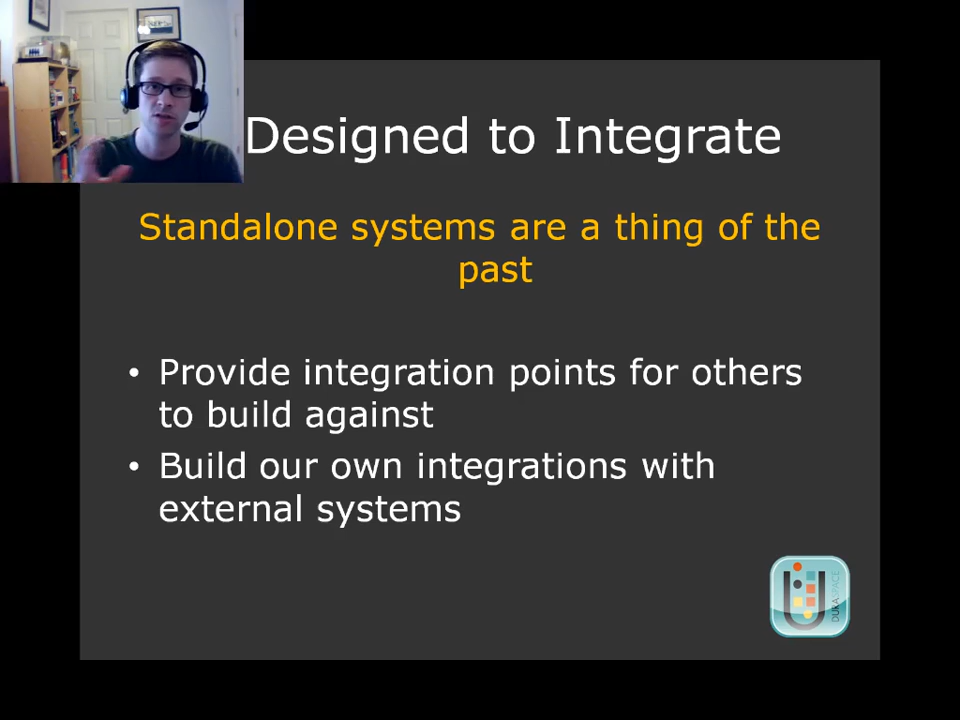 Designed to Integrate
Standalone systems are a thing of the
past
• Provide integration points for others
to build against
• Build our own integrations with
external systems
DURASPACE